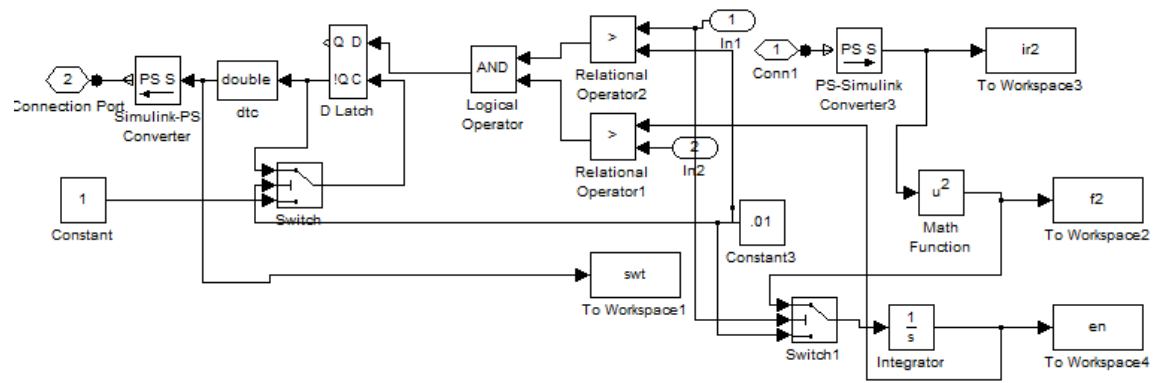 1
In1
>
Relational
Operator2
Q D
!Q C
D Latch
AND
Logical
Operator
1
Conn1
PS S
PS-Simulink
Converter3
ir2
To Workspace3
2
Connection Port
PS S
Simulink-PS
Converter
double
dtc
>
Relational
Operator1
2
In2
1
Constant
Switch
.01
Constant3
u2
Math
Function
f2
To Workspace2
swt
To Workspace1
Switch1
1
s
Integrator
en
To Workspace4